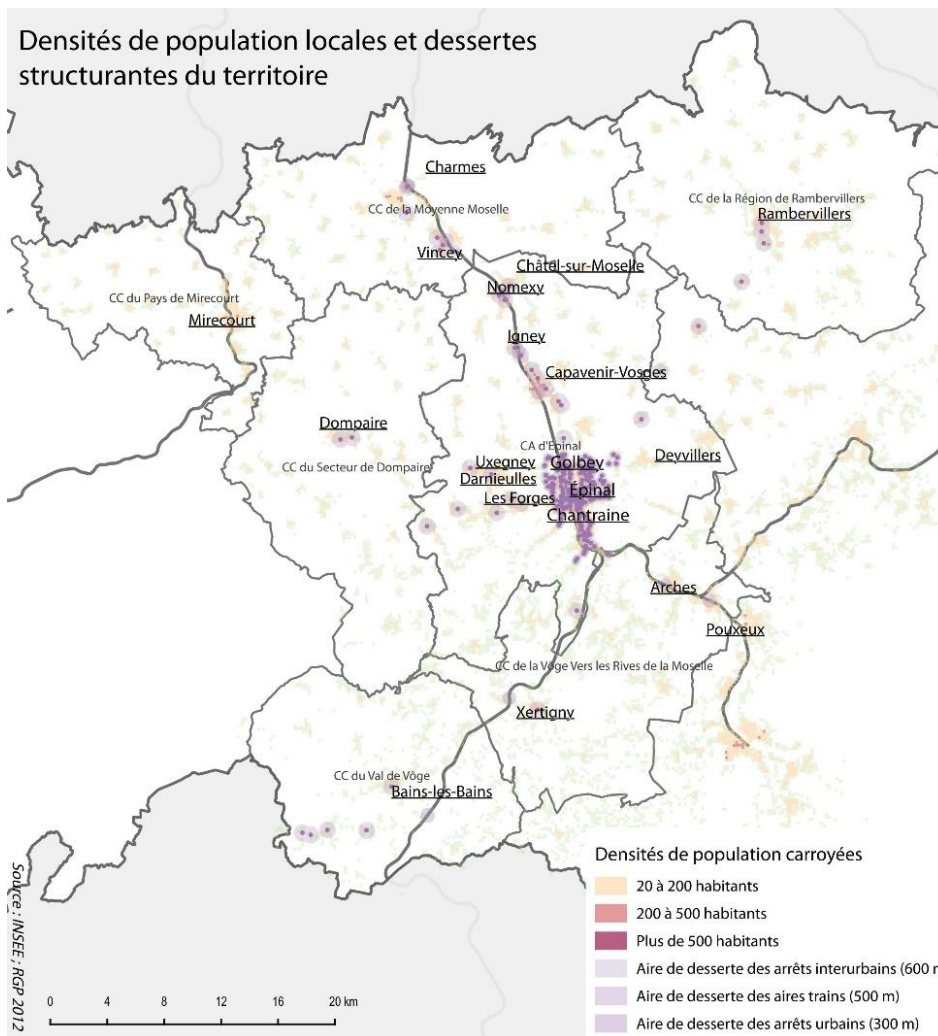 Densités de population locales et dessertes
structurantes du territoire
Charmes
CC de la Moyenne Moselle
CC de la Région de Rambervillers
Rambervillers
Vincey
Châtel-sur-Moselle
Nomexy
CC du Pays de Mirecourt
Mirecourt
Igney
Capavenir-Vosges
Dompaire
CA d'Epinal
CC du Secteur de Dompaire
Uxegney
Golbey
Deyvillers
Darnieulles
Épinal
Les Forges
Chantraine
Arches
Pouxeux
CC de la Vôge Vers les Rives de la Moselle
Xertigny
CC du Val de Vôge
Bains-les-Bains
Densités de population carroyées
20 à 200 habitants
200 à 500 habitants
Plus de 500 habitants
Aire de desserte des arrêts interurbains (600 m
Aire de desserte des aires trains (500 m)
Aire de desserte des arrêts urbains (300 m)
Source : INSEE ; RGP 2012
0 4 8 12 16 20 km